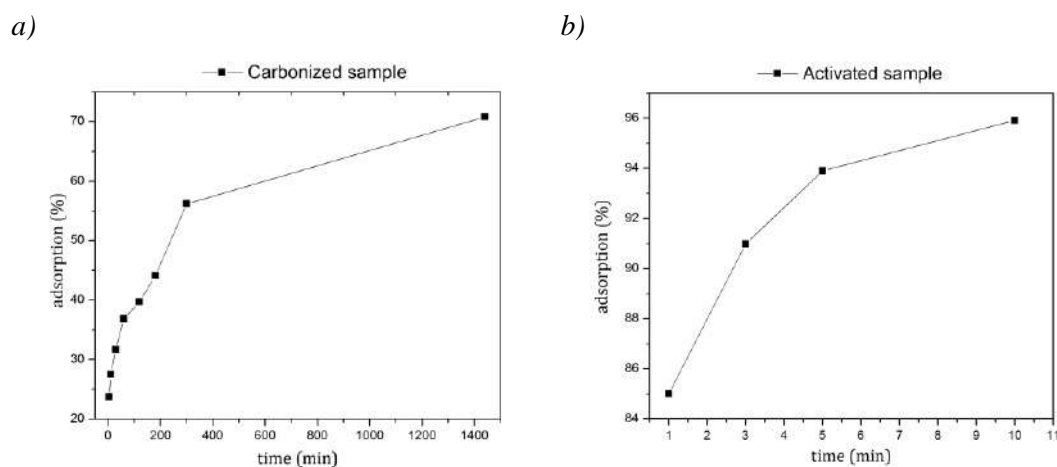 a)
Carbonized sample
adsorption (%)
70
60
50
40
30
20
0 200 400 600 800 1000 1200 1400
time (min)
b)
Activated sample
adsorption (%)
96
94
92
90
88
86
84
1 2 3 4 5 6 7 8 9 10 11
time (min)